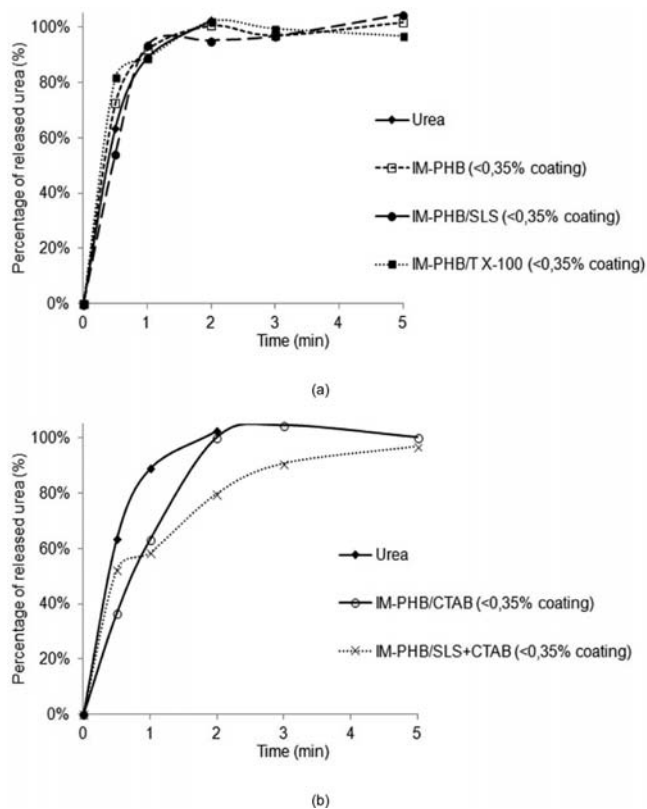 Percentage of released urea (%)
100%
80%
60%
40%
20%
0%
0
1
2
3
4
5
Time (min)
Urea
IM-PHB (<0,35% coating)
IM-PHB/SLS (<0,35% coating)
IM-PHB/T X-100 (<0,35% coating)
(a)
Percentage of released urea (%)
100%
80%
60%
40%
20%
0%
0
1
2
3
4
5
Time (min)
Urea
IM-PHB/CTAB (<0,35% coating)
IM-PHB/SLS+CTAB (<0,35% coating)
(b)